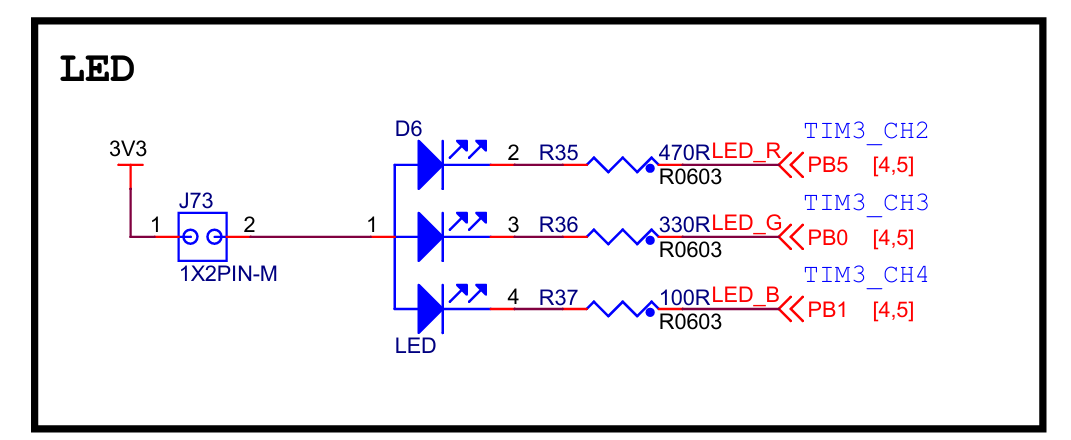 LED
D6
TIM3_CH2
3V3
2 R35 470R LED_R PB5 [4,5]
R0603
J73
TIM3_CH3
1 2 1 3 R36 330R LED_G PB0 [4,5]
R0603
1X2PIN-M
TIM3_CH4
4 R37 100R LED_B PB1 [4,5]
R0603
LED